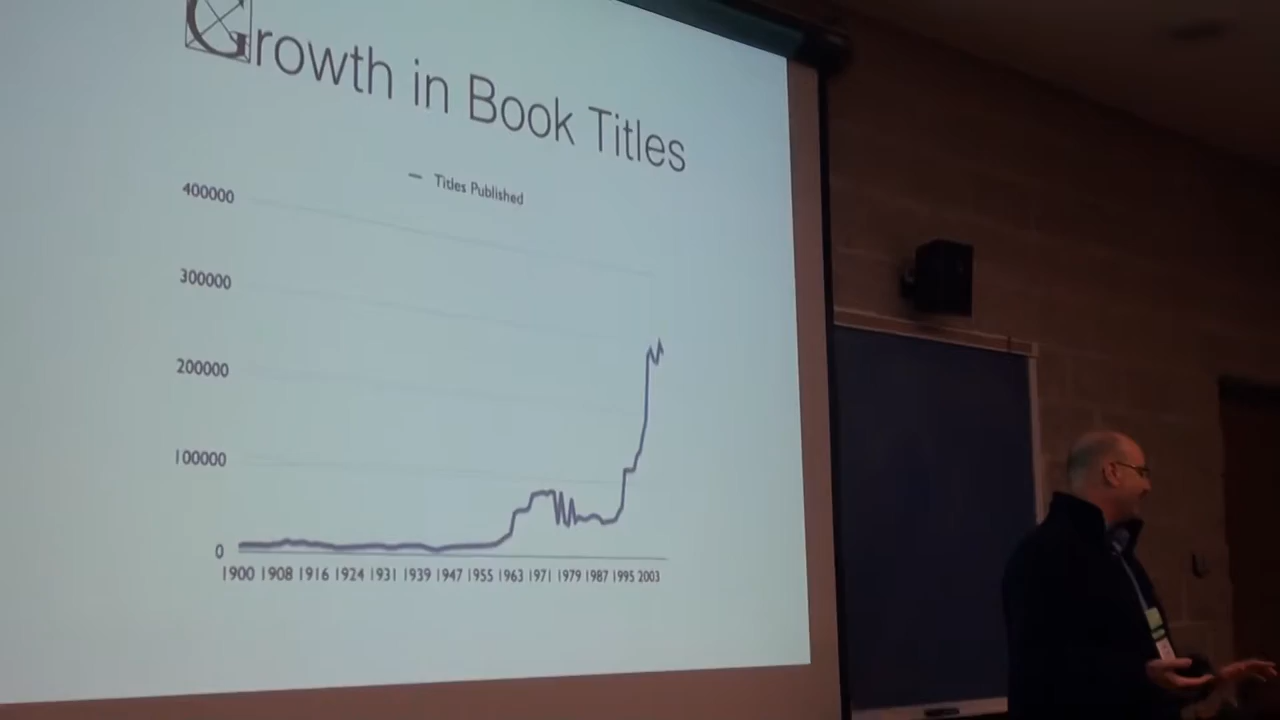 Growth in Book Titles
Titles Published
400000
300000
200000
100000
0
1900 1908 1916 1924 1931 1939 1947 1955 1963 1971 1979 1987 1995 2003